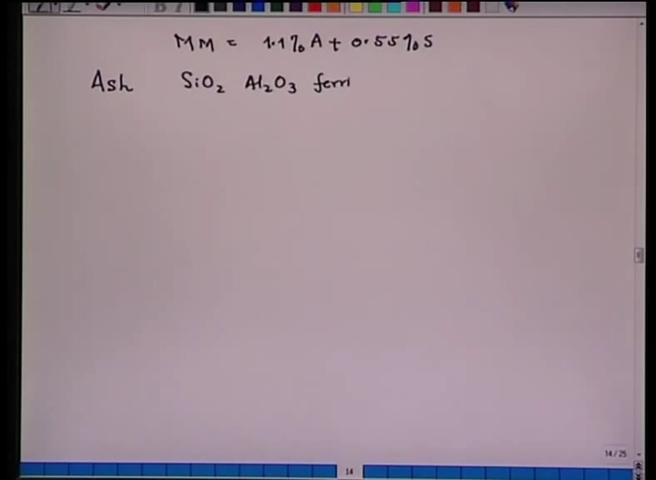 MM = 1.1% A + 0.55% S
Ash SiO₂ Al₂O₃ ferri
14/25
14